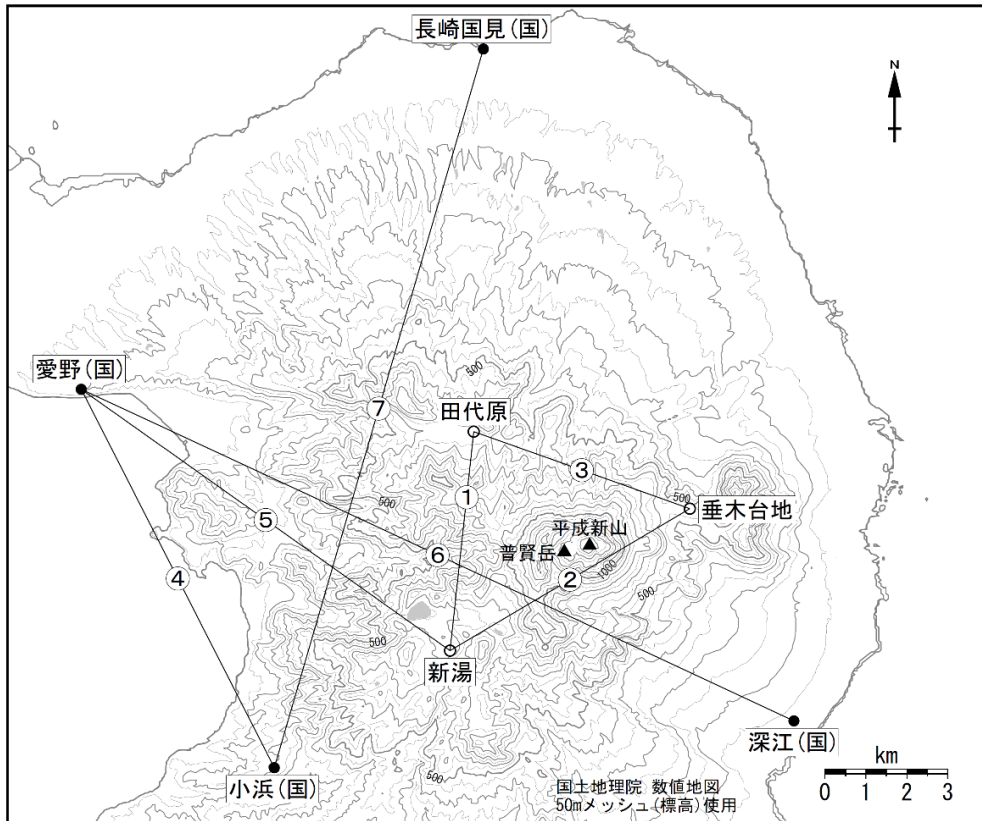 長崎国見(国)
N
愛野(国)
500
⑦
田代原
③
①
500
500
垂木台地
⑤
平成新山
普賢岳
⑥
②
1000
500
④
500
新湯
深江(国)
小浜(国)
500
km
0 1 2 3
国土地理院 数値地図
50mメッシュ(標高)使用